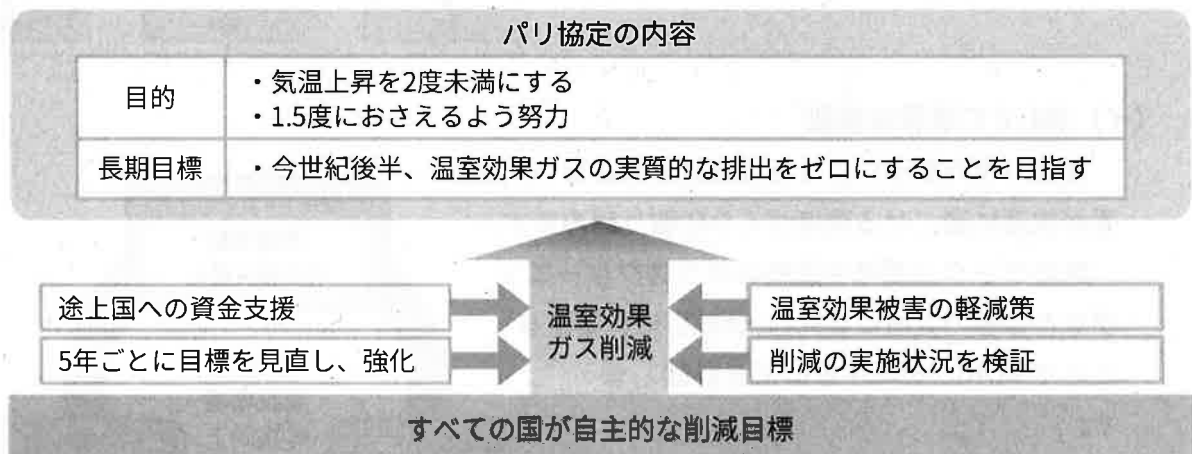 パリ協定の内容
目的
・気温上昇を2度未満にする
・1.5度におさえるよう努力
長期目標
・今世紀後半、温室効果ガスの実質的な排出をゼロにすることを目指す
途上国への資金支援
5年ごとに目標を見直し、強化
温室効果
ガス削減
温室効果被害の軽減策
削減の実施状況を検証
すべての国が自主的な削減目標